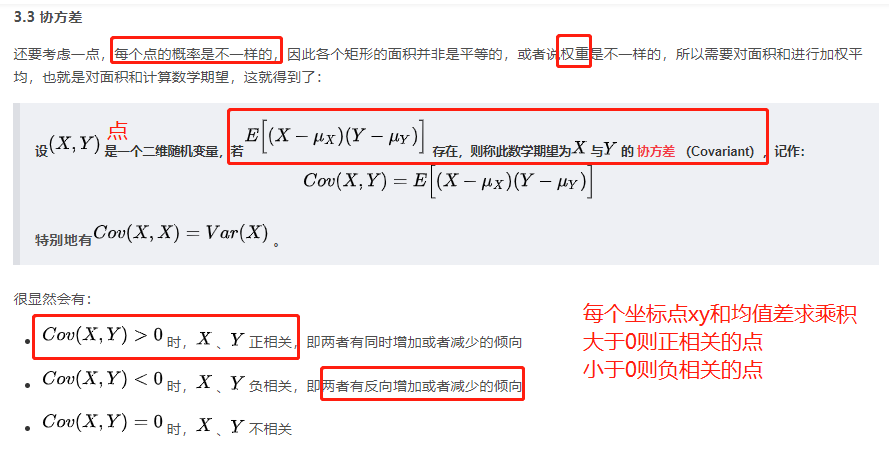 3.3 协方差
还要考虑一点，每个点的概率是不一样的，因此各个矩形的面积并非是平等的，或者说权重是不一样的，所以需要对面积和进行加权平
均，也就是对面积和计算数学期望，这就得到了：
设(X, Y) 点 是一个二维随机变量，若 E[(X − μ_X)(Y − μ_Y)] 存在，则称此数学期望为X 与Y 的 协方差 （Covariant），记作：
Cov(X, Y) = E[(X − μ_X)(Y − μ_Y)]
特别地有Cov(X, X) = Var(X) 。
很显然会有：
• Cov(X, Y) > 0 时，X 、Y 正相关，即两者有同时增加或者减少的倾向
• Cov(X, Y) < 0 时，X 、Y 负相关，即两者有反向增加或者减少的倾向
• Cov(X, Y) = 0 时，X 、Y 不相关
每个坐标点xy和均值差求乘积
大于0则正相关的点
小于0则负相关的点